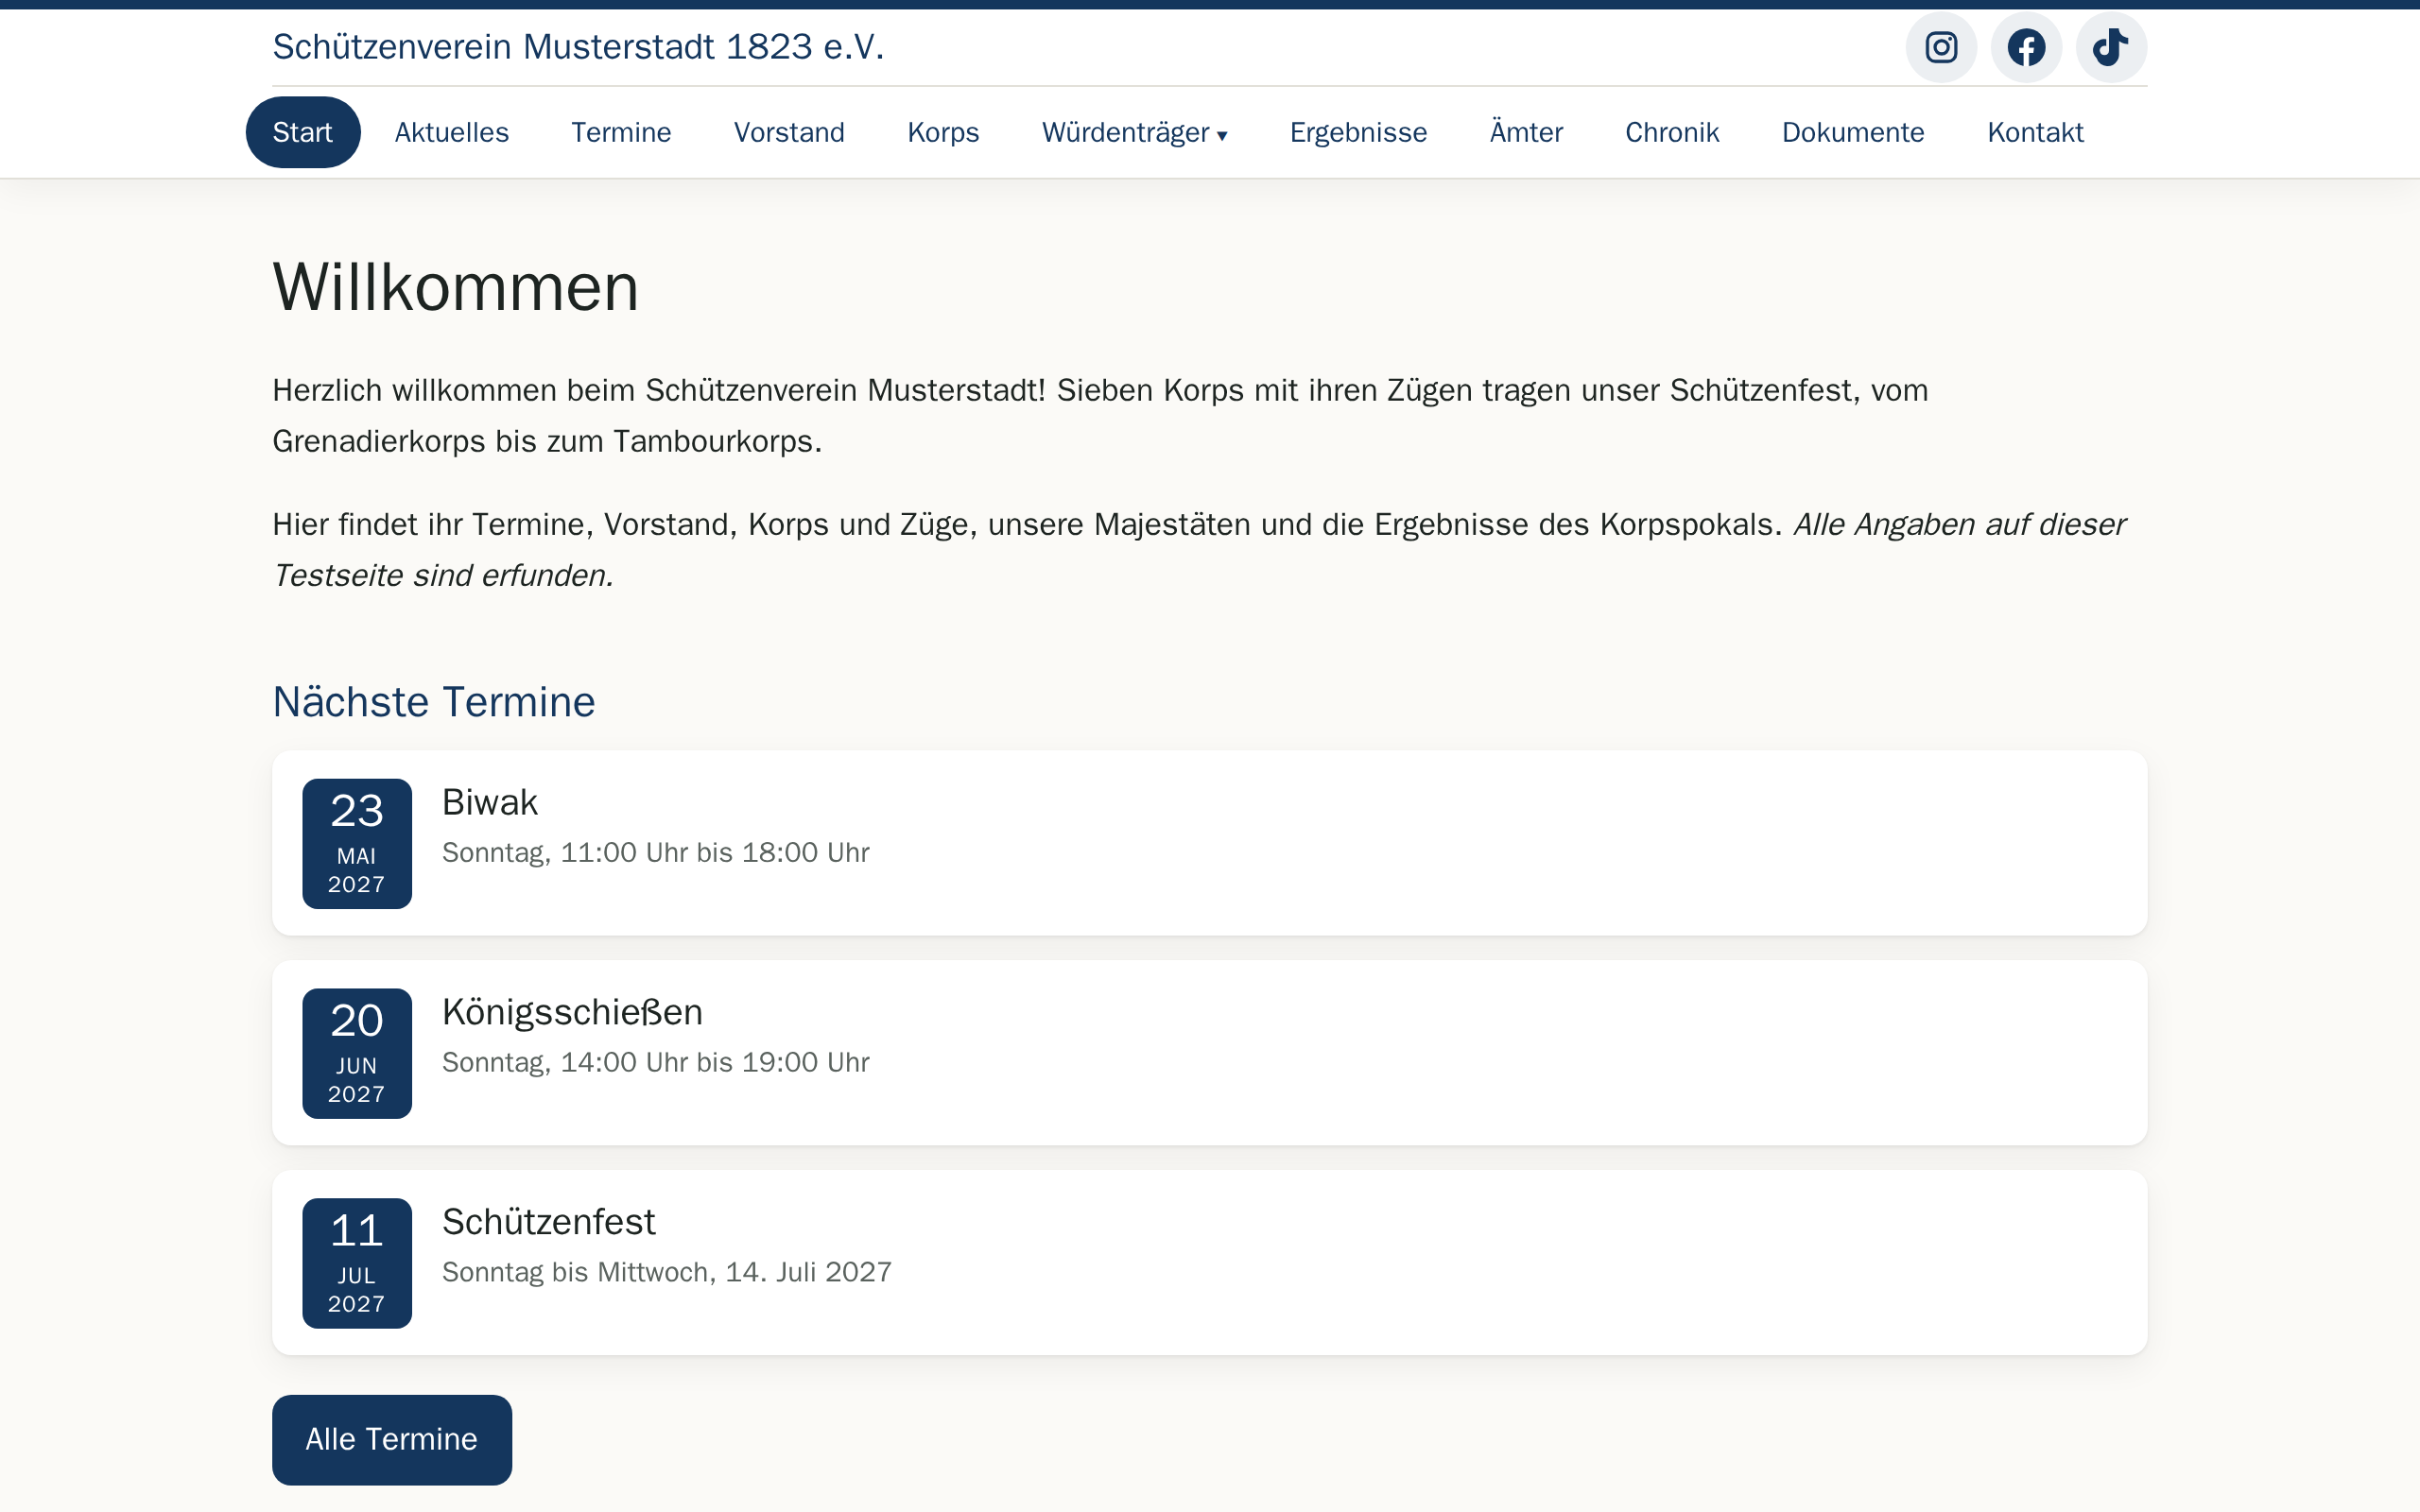 Schützenverein Musterstadt 1823 e.V.
Start Aktuelles Termine Vorstand Korps Würdenträger ▾ Ergebnisse Ämter Chronik Dokumente Kontakt
Willkommen
Herzlich willkommen beim Schützenverein Musterstadt! Sieben Korps mit ihren Zügen tragen unser Schützenfest, vom
Grenadierkorps bis zum Tambourkorps.
Hier findet ihr Termine, Vorstand, Korps und Züge, unsere Majestäten und die Ergebnisse des Korpspokals. Alle Angaben auf dieser
Testseite sind erfunden.
Nächste Termine
23
MAI
2027
Biwak
Sonntag, 11:00 Uhr bis 18:00 Uhr
20
JUN
2027
Königsschießen
Sonntag, 14:00 Uhr bis 19:00 Uhr
11
JUL
2027
Schützenfest
Sonntag bis Mittwoch, 14. Juli 2027
Alle Termine